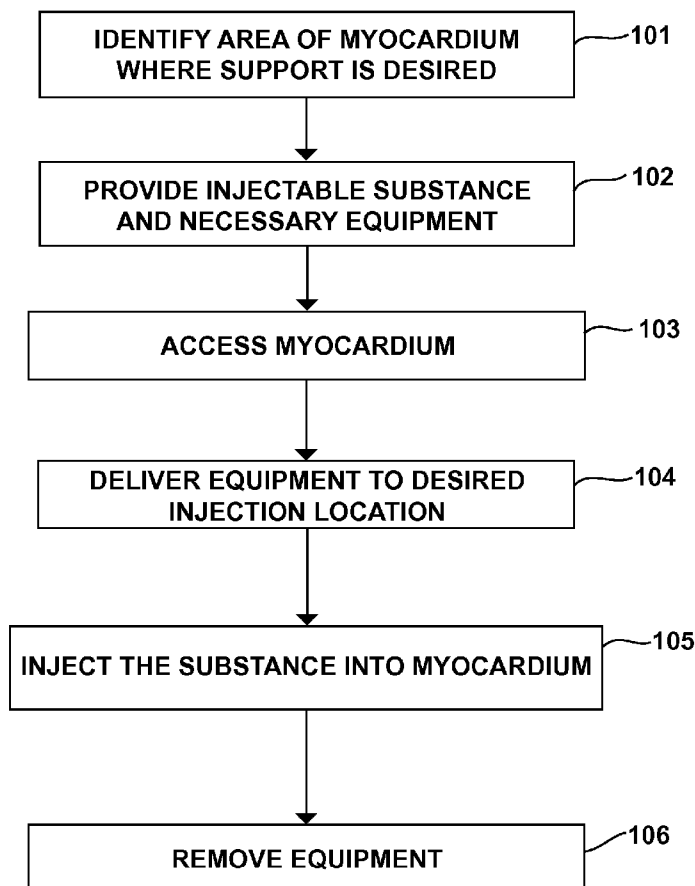 IDENTIFY AREA OF MYOCARDIUM
WHERE SUPPORT IS DESIRED
101
PROVIDE INJECTABLE SUBSTANCE
AND NECESSARY EQUIPMENT
102
ACCESS MYOCARDIUM
103
DELIVER EQUIPMENT TO DESIRED
INJECTION LOCATION
104
INJECT THE SUBSTANCE INTO MYOCARDIUM
105
REMOVE EQUIPMENT
106